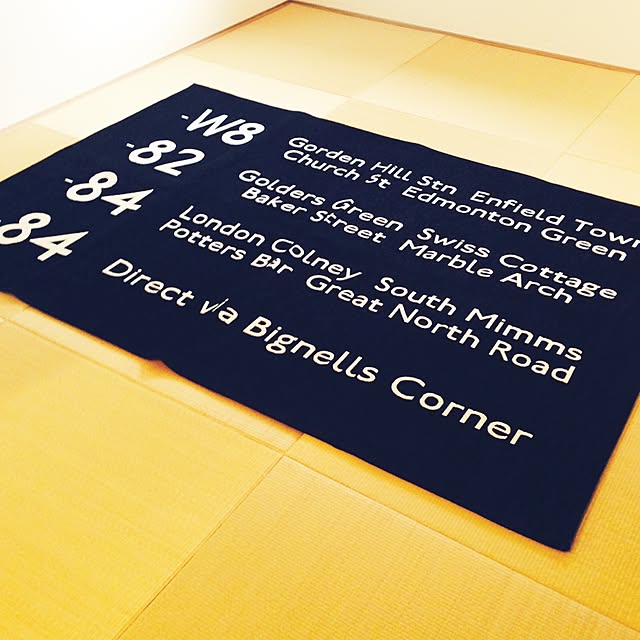 -W8 Gorden Hill Stn Enfield Town
Church St Edmonton Green
-82 Golders Green Swiss Cottage
Baker Street Marble Arch
-84 London Colney South Mimms
Potters Bar Great North Road
-84 Direct via Bignells Corner